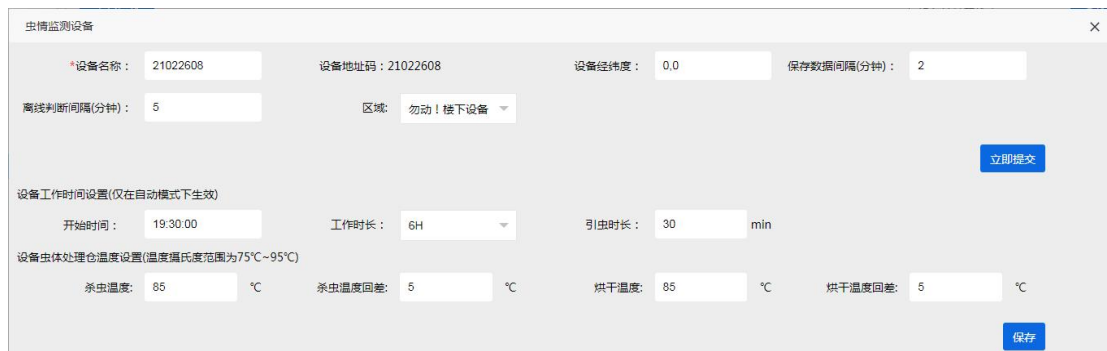 虫情监测设备 ×
*设备名称： 21022608 设备地址码：21022608 设备经纬度： 0,0 保存数据间隔(分钟)： 2
离线判断间隔(分钟)： 5 区域: 勿动！楼下设备
立即提交
设备工作时间设置(仅在自动模式下生效)
开始时间： 19:30:00 工作时长： 6H 引虫时长： 30 min
设备虫体处理仓温度设置(温度摄氏度范围为75℃~95℃)
杀虫温度: 85 ℃ 杀虫温度回差: 5 ℃ 烘干温度: 85 ℃ 烘干温度回差: 5 ℃
保存